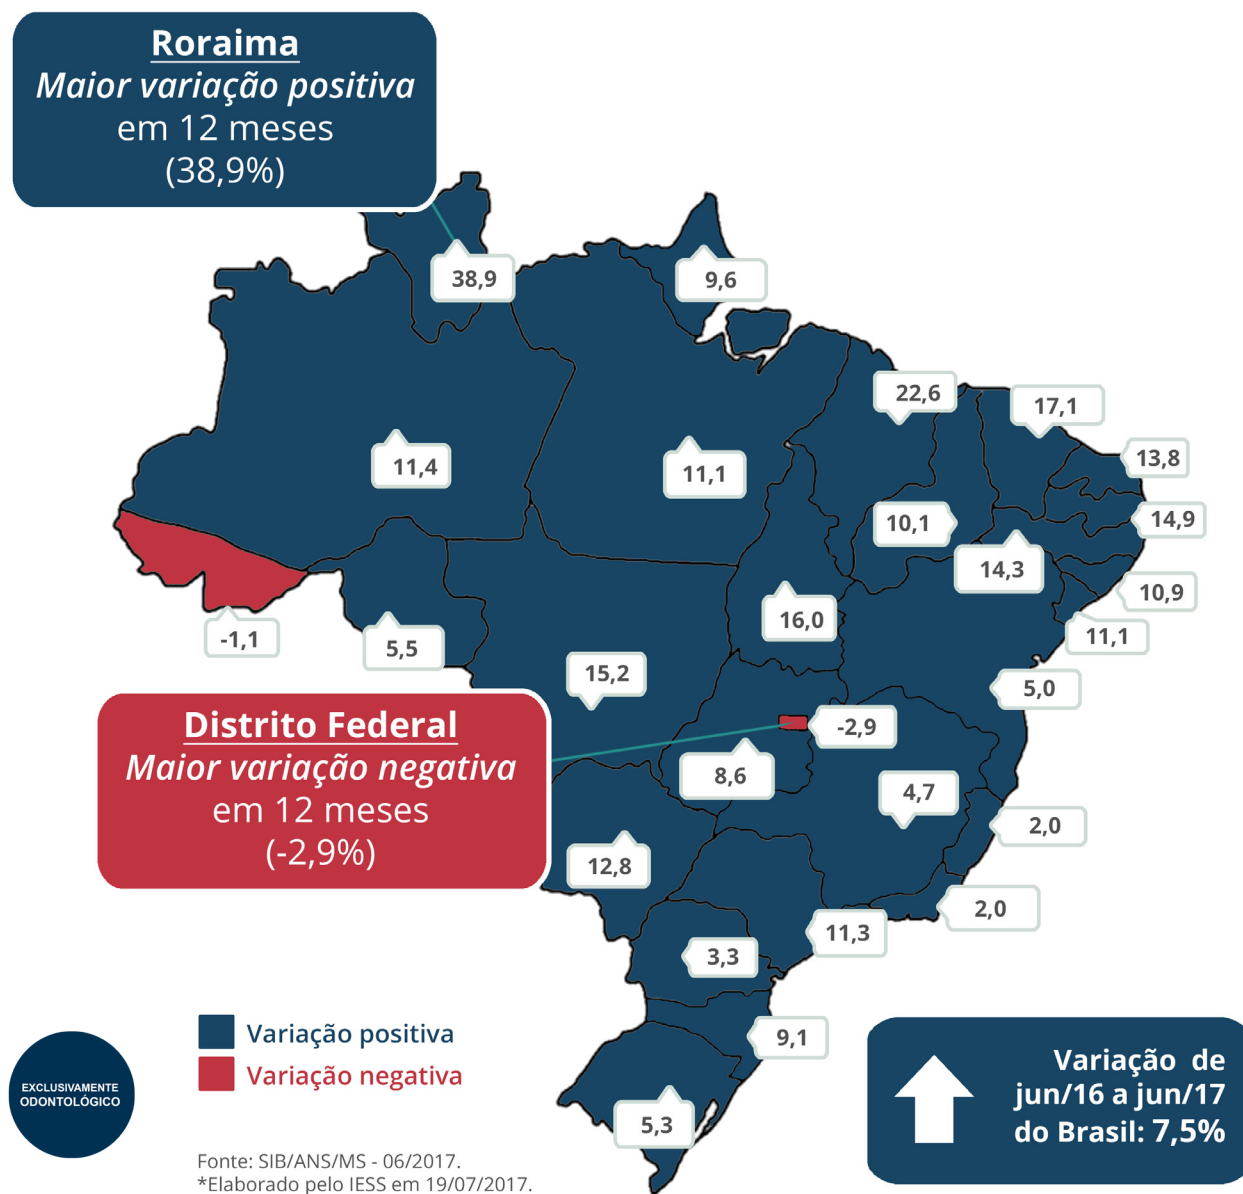 Roraima
Maior variação positiva
em 12 meses
(38,9%)
38,9
9,6
22,6
17,1
13,8
11,4
11,1
10,1
14,9
14,3
10,9
16,0
11,1
-1,1
5,5
15,2
5,0
Distrito Federal
Maior variação negativa
em 12 meses
(-2,9%)
-2,9
8,6
4,7
2,0
12,8
2,0
11,3
3,3
9,1
5,3
Variação positiva
Variação negativa
EXCLUSIVAMENTE
ODONTOLÓGICO
Variação de
jun/16 a jun/17
do Brasil: 7,5%
Fonte: SIB/ANS/MS - 06/2017.
*Elaborado pelo IESS em 19/07/2017.